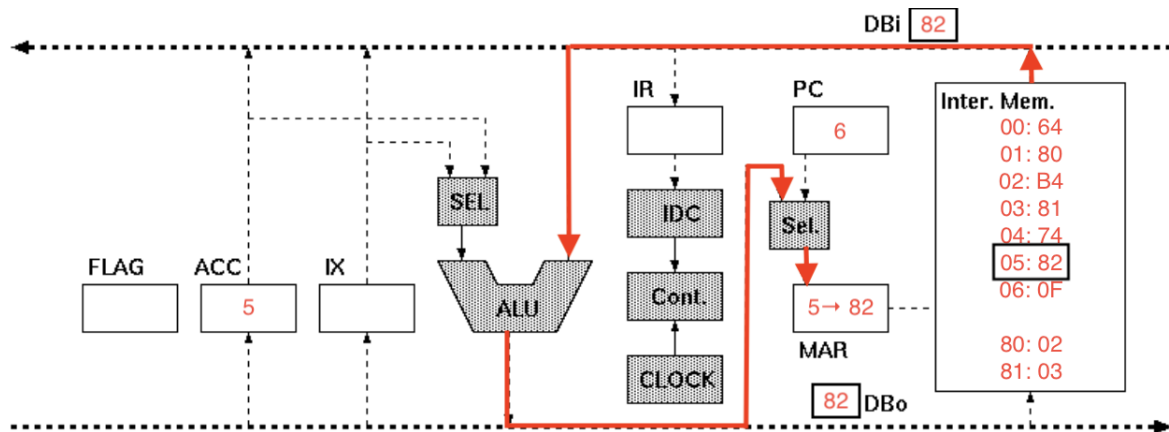 DBi 82
IR
PC
Inter. Mem.
6
00: 64
01: 80
02: B4
03: 81
04: 74
05: 82
06: 0F
80: 02
81: 03
SEL
IDC
Sel.
FLAG
ACC
IX
5
ALU
Cont.
5→ 82
MAR
CLOCK
82 DBo